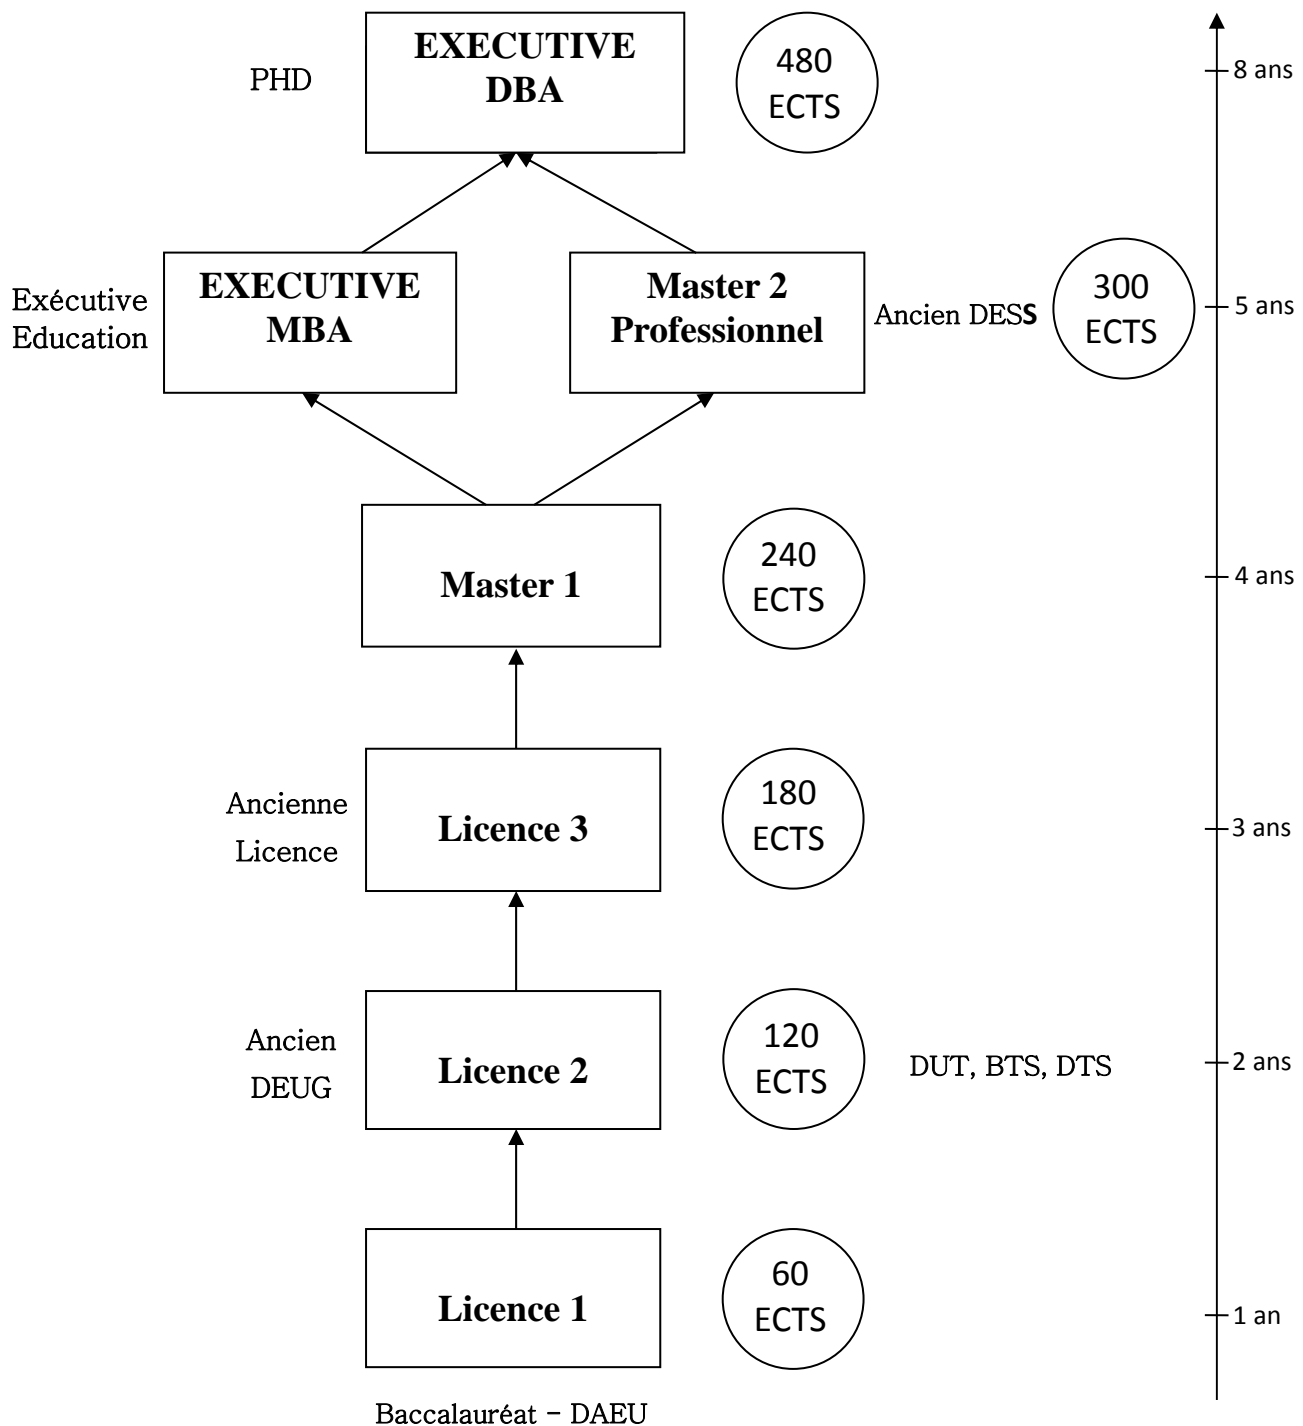 EXECUTIVE
DBA
PHD
480
ECTS
8 ans
EXECUTIVE
MBA
Exécutive
Education
Master 2
Professionnel
Ancien DESS
300
ECTS
5 ans
Master 1
240
ECTS
4 ans
Ancienne
Licence
Licence 3
180
ECTS
3 ans
Ancien
DEUG
Licence 2
120
ECTS
DUT, BTS, DTS
2 ans
Licence 1
60
ECTS
1 an
Baccalauréat - DAEU